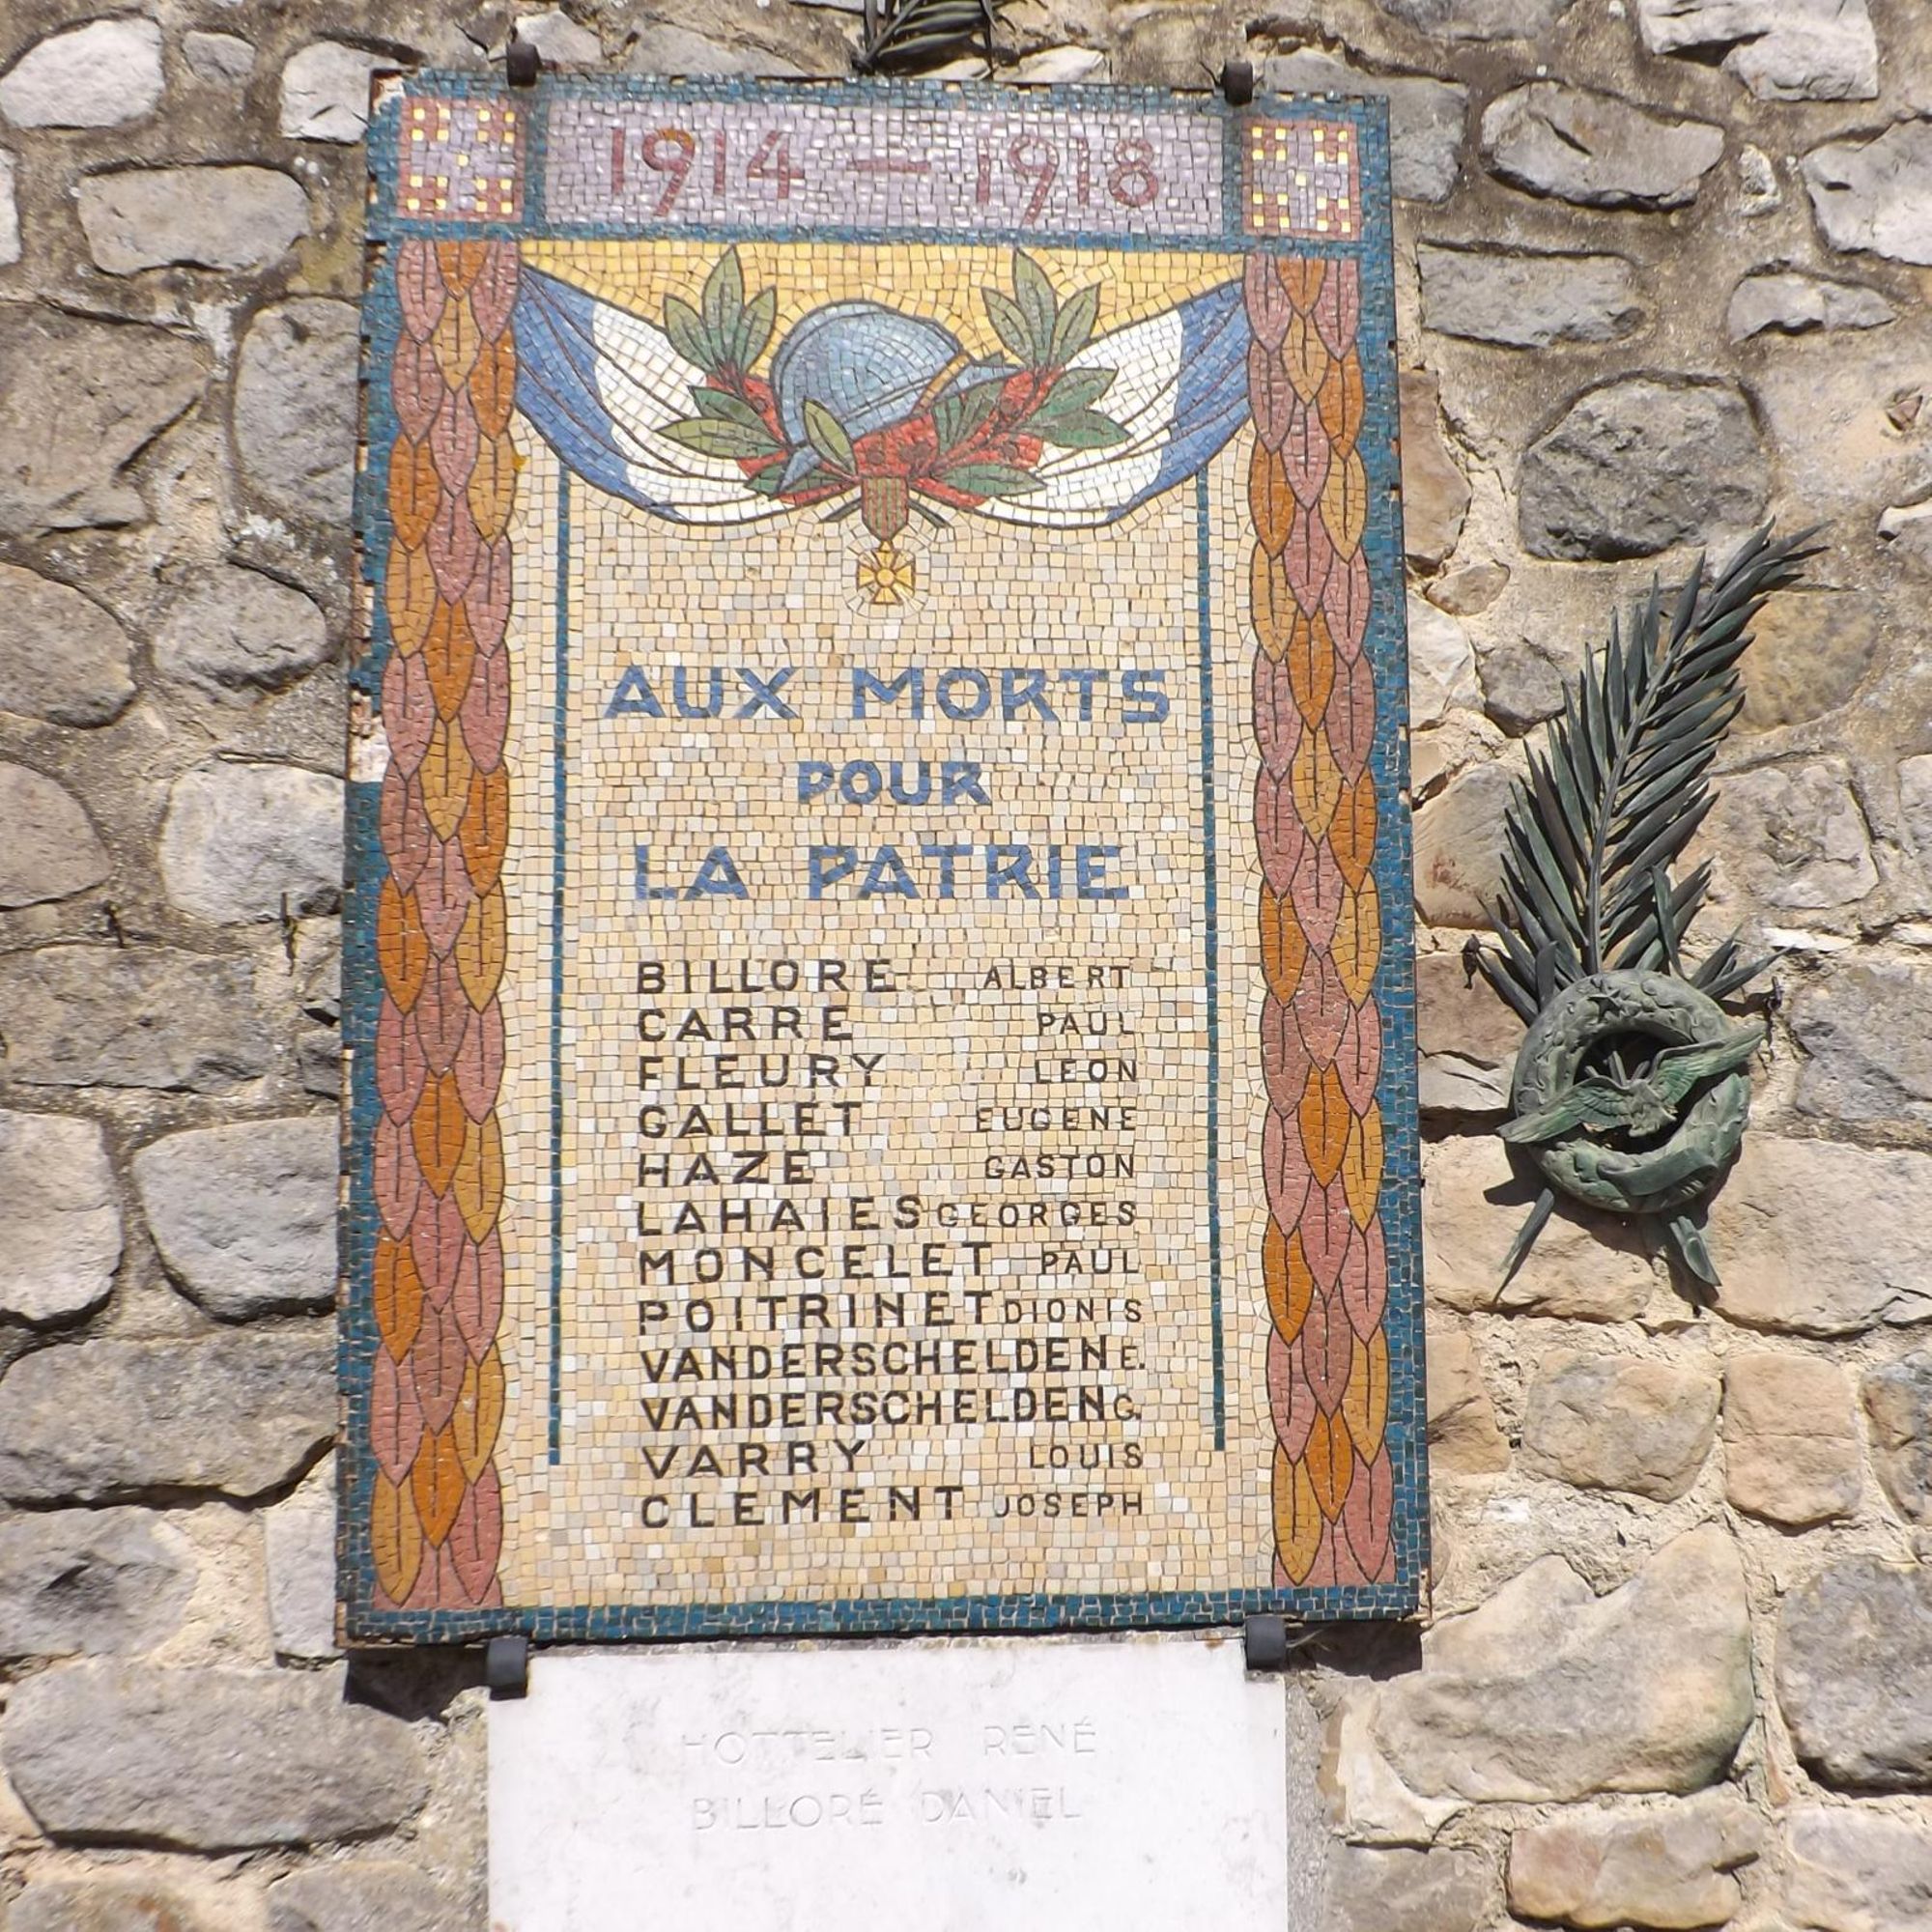 1914 — 1918
AUX MORTS
POUR
LA PATRIE
BILLORE ALBERT
CARRE PAUL
FLEURY LEON
GALLET EUGENE
HAZE GASTON
LAHAIES GEORGES
MONCELET PAUL
POITRINET DIONIS
VANDERSCHELDEN E.
VANDERSCHELDEN G.
VARRY LOUIS
CLEMENT JOSEPH
HOTTELIER RENÉ
BILLORÉ DANIEL